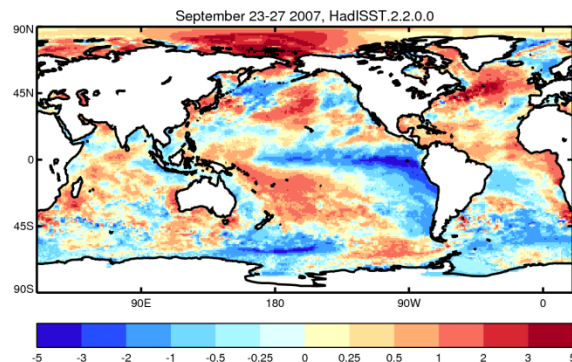 September 23-27 2007, HadISST.2.2.0.0
90N
45N
0
45S
90S
90E 180 90W 0
-5 -3 -2 -1 -0.5 -0.25 0 0.25 0.5 1 2 3 5